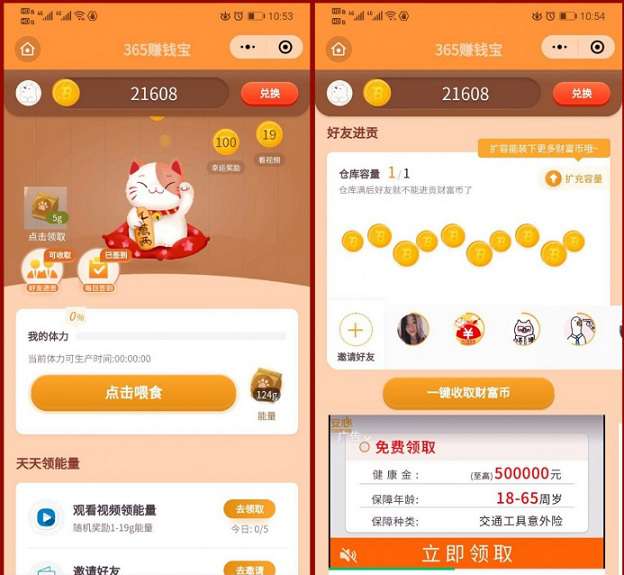 10:53
365赚钱宝
21608
兑换
100
幸运奖励
19
看视频
5g
点击领取
可收取
好友进贡
已签到
每日签到
0%
我的体力
当前体力可生产时间:00:00:00
点击喂食
124g
能量
天天领能量
观看视频领能量
随机奖励1-19g能量
去领取
今日: 0/5
邀请好友
去邀请
10:54
365赚钱宝
21608
兑换
好友进贡
扩容能装下更多财富币哦~
仓库容量 1/1
扩充容量
仓库满后好友就不能进贡财富币了
邀请好友
一键收取财富币
广告
免费领取
健康金: (至高)500000元
保障年龄: 18-65周岁
保障种类: 交通工具意外险
立即领取